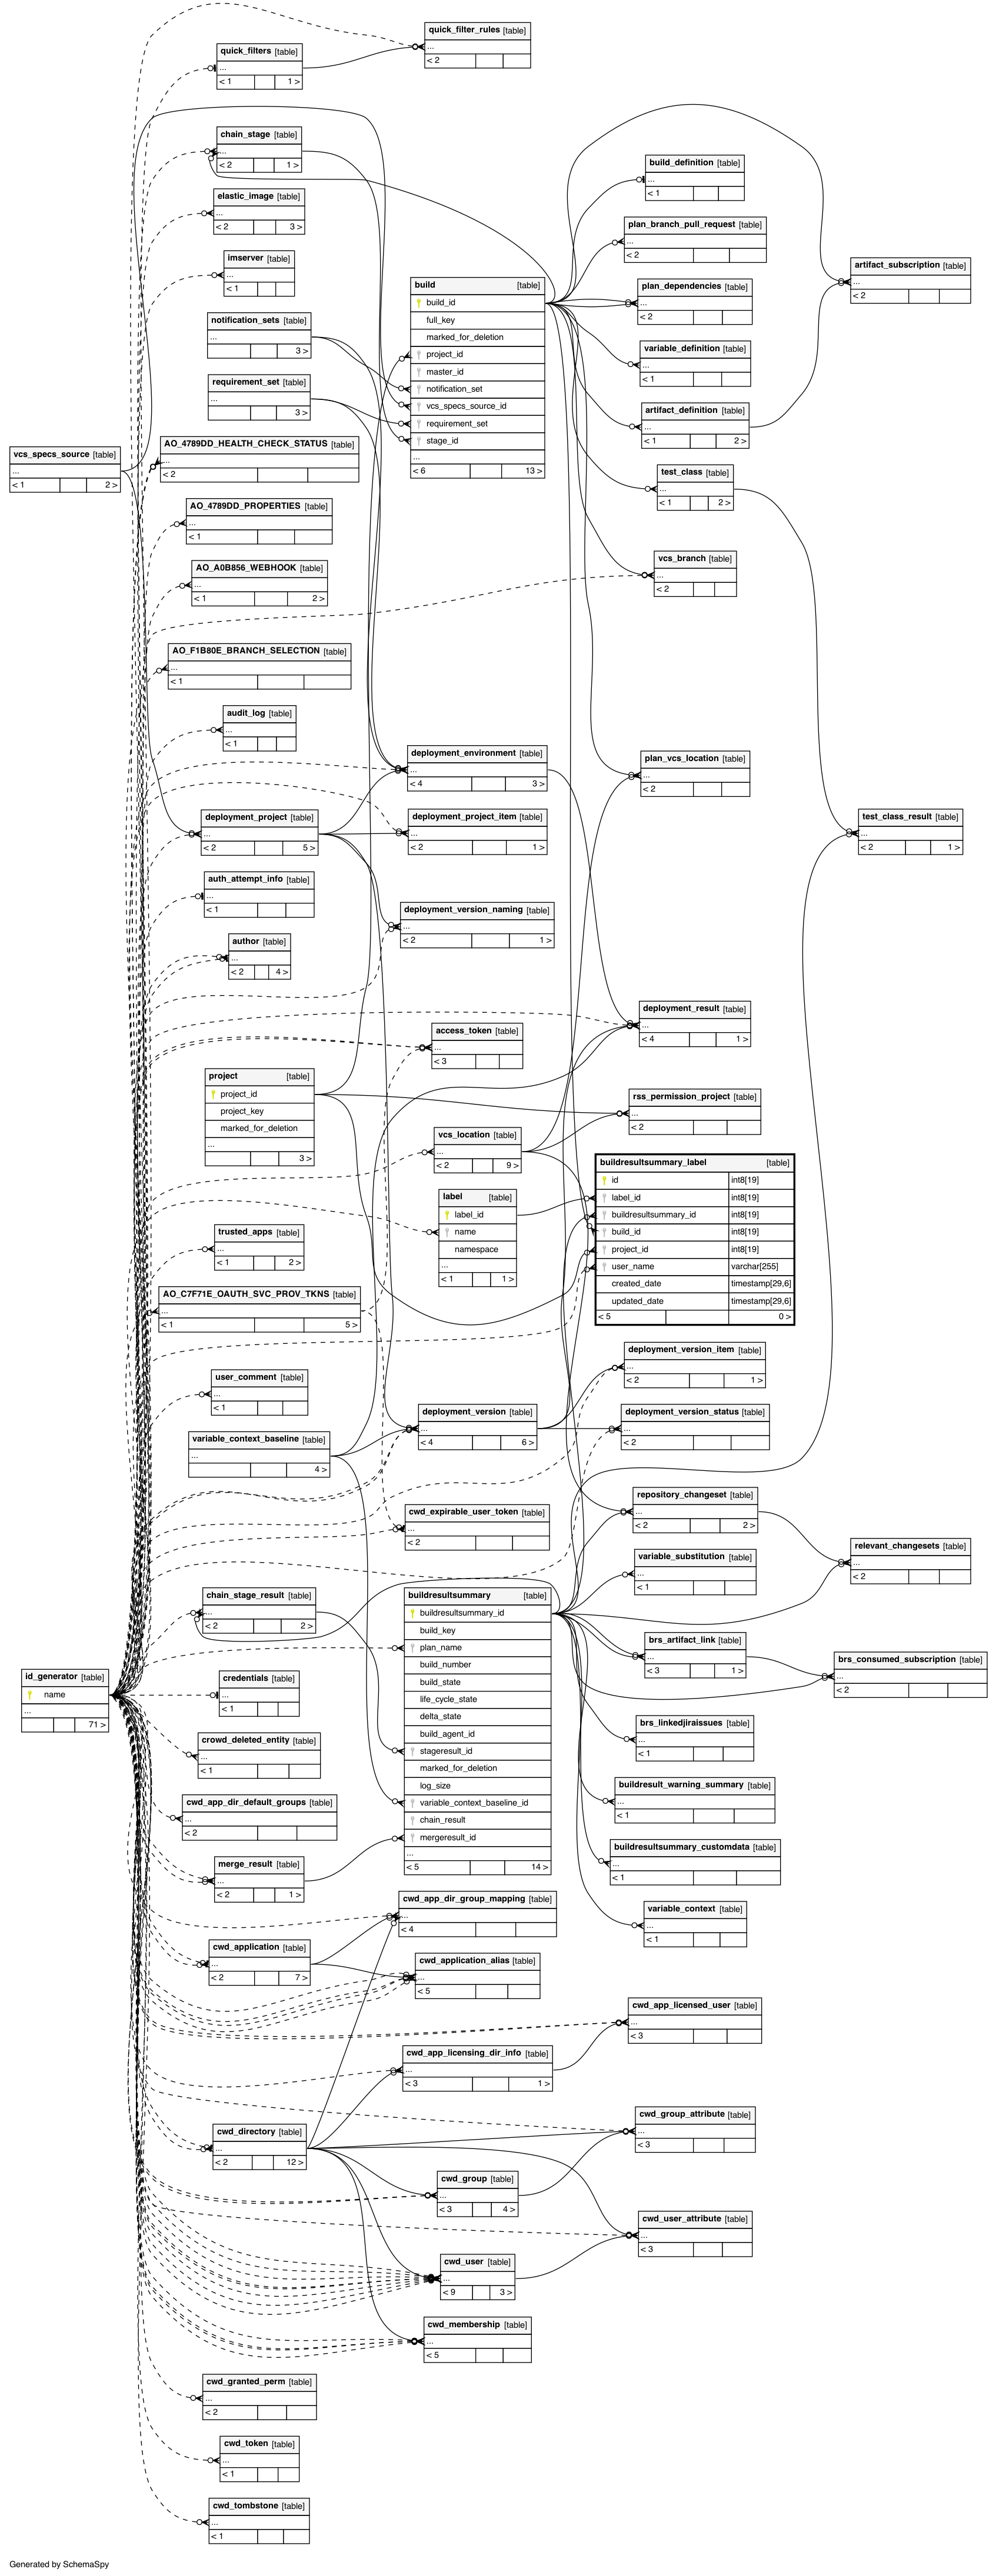 quick_filter_rules [table]
...
< 2
quick_filters [table]
...
< 1 1 >
chain_stage [table]
...
< 2 1 >
elastic_image [table]
...
< 2 3 >
imserver [table]
...
< 1
notification_sets [table]
...
3 >
requirement_set [table]
...
3 >
vcs_specs_source [table]
...
< 1 2 >
AO_4789DD_HEALTH_CHECK_STATUS [table]
...
< 2
AO_4789DD_PROPERTIES [table]
...
< 1
AO_A0B856_WEBHOOK [table]
...
< 1 2 >
AO_F1B80E_BRANCH_SELECTION [table]
...
< 1
audit_log [table]
...
< 1
build [table]
build_id
full_key
marked_for_deletion
project_id
master_id
notification_set
vcs_specs_source_id
requirement_set
stage_id
...
< 6 13 >
build_definition [table]
...
< 1
plan_branch_pull_request [table]
...
< 2
plan_dependencies [table]
...
< 2
variable_definition [table]
...
< 1
artifact_definition [table]
...
< 1 2 >
artifact_subscription [table]
...
< 2
test_class [table]
...
< 1 2 >
vcs_branch [table]
...
< 2
deployment_environment [table]
...
< 4 3 >
plan_vcs_location [table]
...
< 2
deployment_project [table]
...
< 2 5 >
deployment_project_item [table]
...
< 2 1 >
test_class_result [table]
...
< 2 1 >
auth_attempt_info [table]
...
< 1
deployment_version_naming [table]
...
< 2 1 >
author [table]
...
< 2 4 >
deployment_result [table]
...
< 4 1 >
access_token [table]
...
< 3
project [table]
project_id
project_key
marked_for_deletion
...
3 >
rss_permission_project [table]
...
< 2
vcs_location [table]
...
< 2 9 >
buildresultsummary_label [table]
id int8[19]
label_id int8[19]
buildresultsummary_id int8[19]
build_id int8[19]
project_id int8[19]
user_name varchar[255]
created_date timestamp[29,6]
updated_date timestamp[29,6]
< 5 0 >
label [table]
label_id
name
namespace
...
< 1 1 >
trusted_apps [table]
...
< 1 2 >
AO_C7F71E_OAUTH_SVC_PROV_TKNS [table]
...
< 1 5 >
deployment_version_item [table]
...
< 2 1 >
user_comment [table]
...
< 1
deployment_version [table]
...
< 4 6 >
deployment_version_status [table]
...
< 2
variable_context_baseline [table]
...
4 >
repository_changeset [table]
...
< 2 2 >
cwd_expirable_user_token [table]
...
< 2
relevant_changesets [table]
...
< 2
variable_substitution [table]
...
< 1
chain_stage_result [table]
...
< 2 2 >
buildresultsummary [table]
buildresultsummary_id
build_key
plan_name
build_number
build_state
life_cycle_state
delta_state
build_agent_id
stageresult_id
marked_for_deletion
log_size
variable_context_baseline_id
chain_result
mergeresult_id
...
< 5 14 >
brs_artifact_link [table]
...
< 3 1 >
brs_consumed_subscription [table]
...
< 2
id_generator [table]
name
...
71 >
credentials [table]
...
< 1
brs_linkedjiraissues [table]
...
< 1
crowd_deleted_entity [table]
...
< 1
buildresult_warning_summary [table]
...
< 1
cwd_app_dir_default_groups [table]
...
< 2
buildresultsummary_customdata [table]
...
< 1
merge_result [table]
...
< 2 1 >
variable_context [table]
...
< 1
cwd_app_dir_group_mapping [table]
...
< 4
cwd_application [table]
...
< 2 7 >
cwd_application_alias [table]
...
< 5
cwd_app_licensed_user [table]
...
< 3
cwd_app_licensing_dir_info [table]
...
< 3 1 >
cwd_group_attribute [table]
...
< 3
cwd_directory [table]
...
< 2 12 >
cwd_group [table]
...
< 3 4 >
cwd_user_attribute [table]
...
< 3
cwd_user [table]
...
< 9 3 >
cwd_membership [table]
...
< 5
cwd_granted_perm [table]
...
< 2
cwd_token [table]
...
< 1
cwd_tombstone [table]
...
< 1
Generated by SchemaSpy